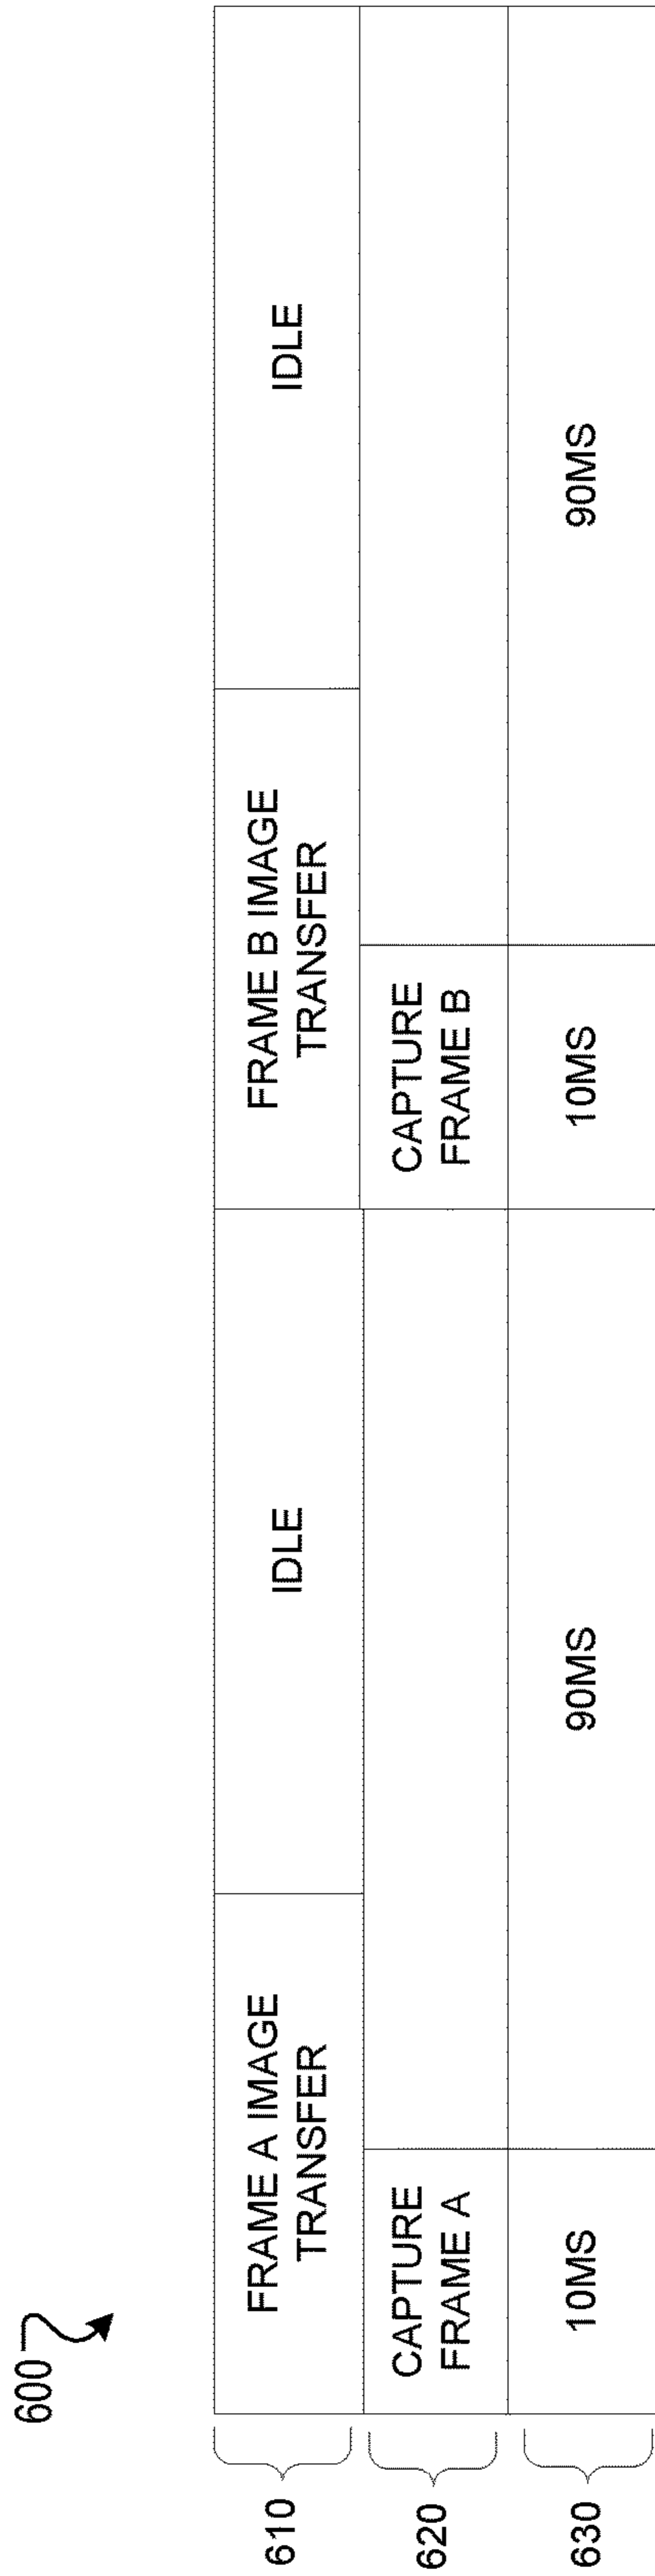 600
610
FRAME A IMAGE
TRANSFER
IDLE
FRAME B IMAGE
TRANSFER
IDLE
620
CAPTURE
FRAME A
CAPTURE
FRAME B
630
10MS
90MS
10MS
90MS